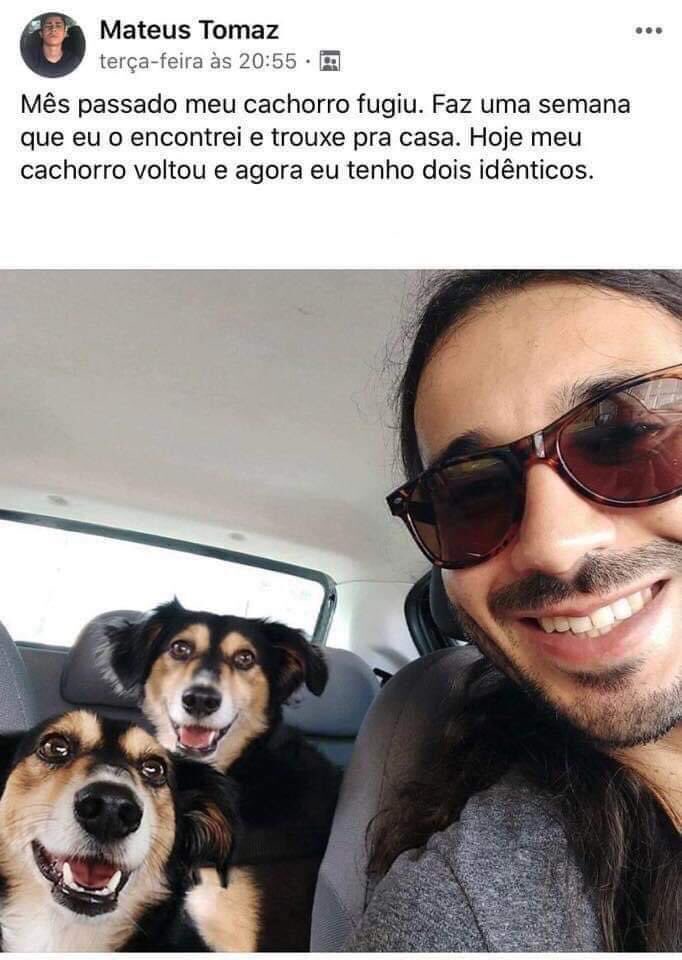 Mateus Tomaz
terça-feira às 20:55 ·
Mês passado meu cachorro fugiu. Faz uma semana
que eu o encontrei e trouxe pra casa. Hoje meu
cachorro voltou e agora eu tenho dois idênticos.